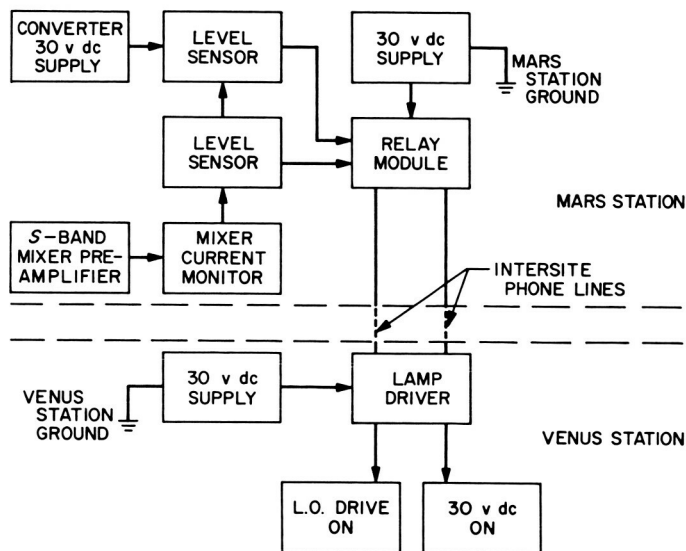 CONVERTER
30 v dc
SUPPLY
LEVEL
SENSOR
30 v dc
SUPPLY
MARS
STATION
GROUND
LEVEL
SENSOR
RELAY
MODULE
MARS STATION
S-BAND
MIXER PRE-
AMPLIFIER
MIXER
CURRENT
MONITOR
INTERSITE
PHONE LINES
VENUS
STATION
GROUND
30 v dc
SUPPLY
LAMP
DRIVER
VENUS STATION
L.O. DRIVE
ON
30 v dc
ON